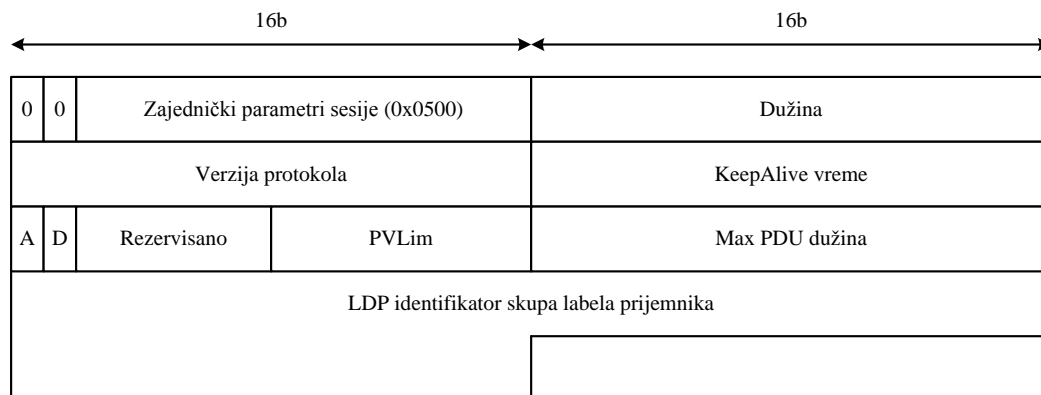 16b
16b
0
0
Zajednički parametri sesije (0x0500)
Dužina
Verzija protokola
KeepAlive vreme
A
D
Rezervisano
PVLim
Max PDU dužina
LDP identifikator skupa labela prijemnika